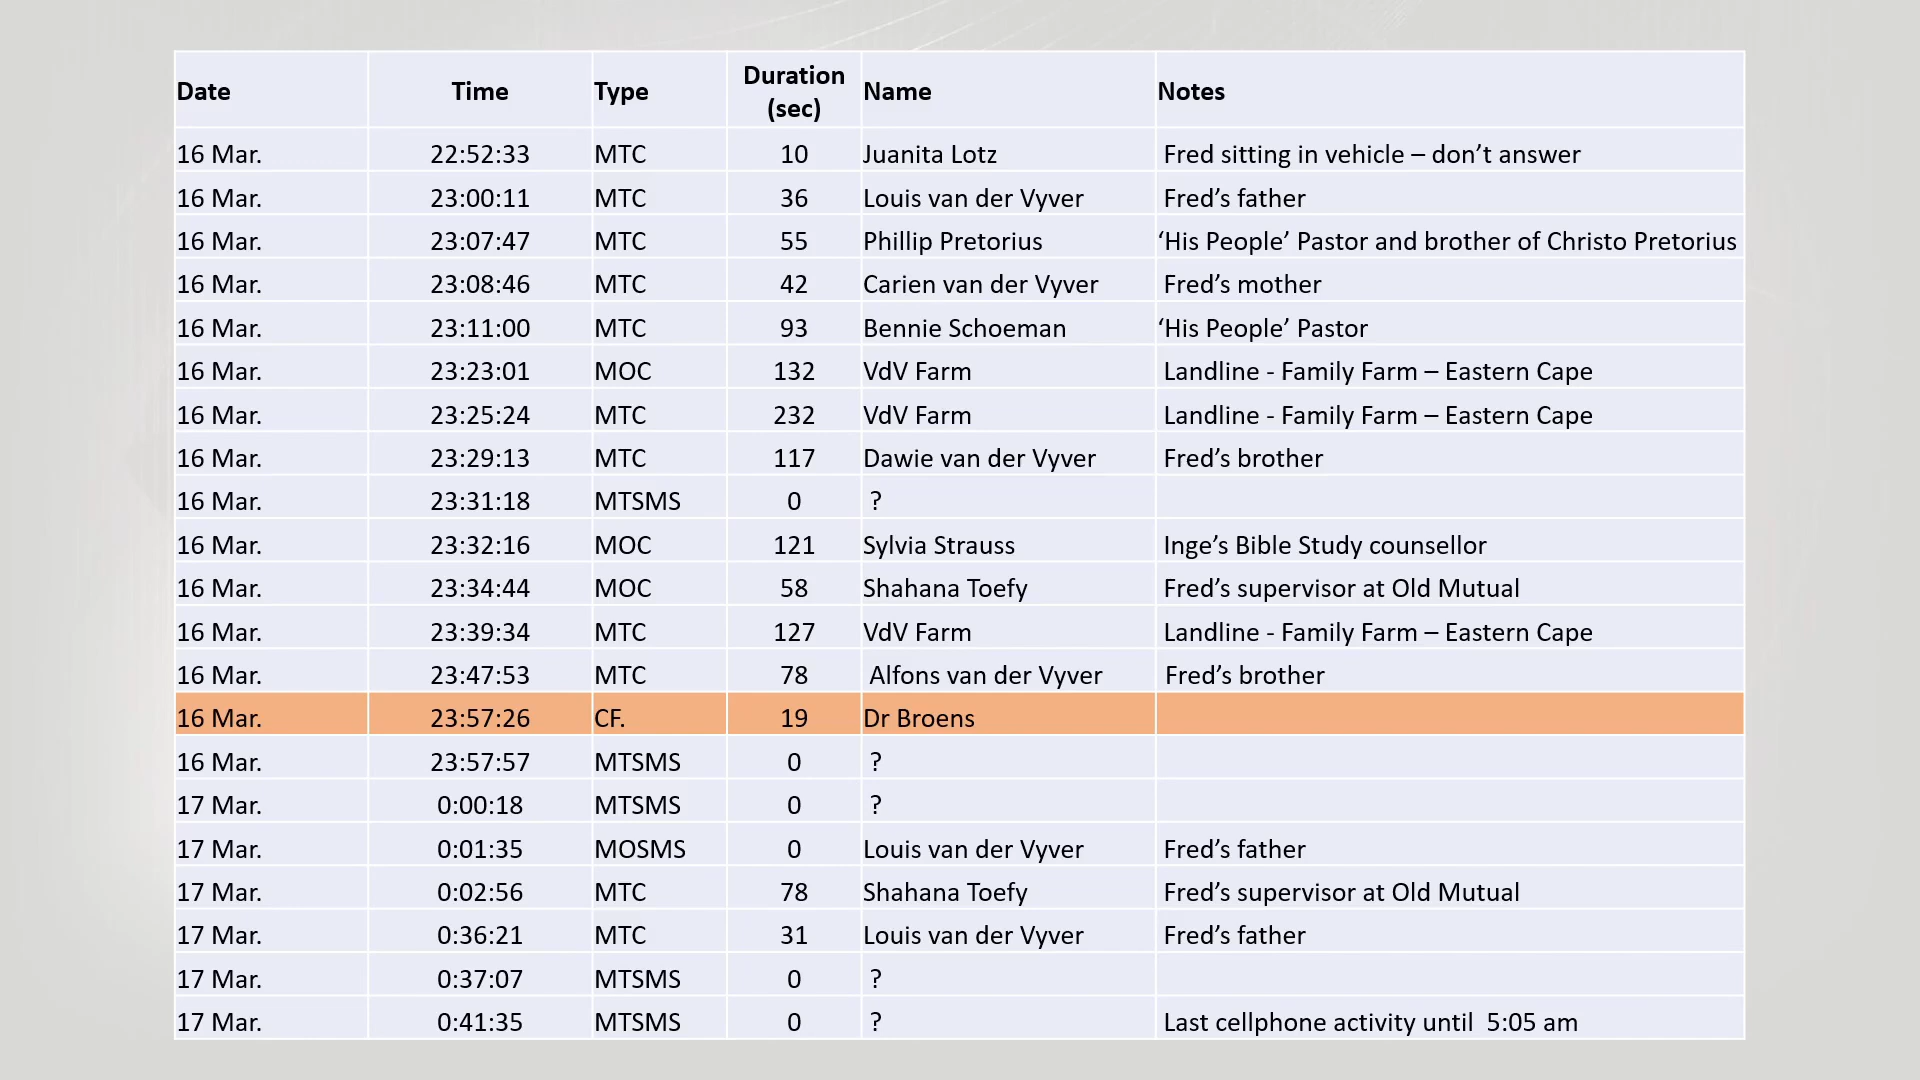 Date Time Type Duration (sec) Name Notes
16 Mar. 22:52:33 MTC 10 Juanita Lotz Fred sitting in vehicle – don’t answer
16 Mar. 23:00:11 MTC 36 Louis van der Vyver Fred’s father
16 Mar. 23:07:47 MTC 55 Phillip Pretorius ‘His People’ Pastor and brother of Christo Pretorius
16 Mar. 23:08:46 MTC 42 Carien van der Vyver Fred’s mother
16 Mar. 23:11:00 MTC 93 Bennie Schoeman ‘His People’ Pastor
16 Mar. 23:23:01 MOC 132 VdV Farm Landline - Family Farm – Eastern Cape
16 Mar. 23:25:24 MTC 232 VdV Farm Landline - Family Farm – Eastern Cape
16 Mar. 23:29:13 MTC 117 Dawie van der Vyver Fred’s brother
16 Mar. 23:31:18 MTSMS 0 ?
16 Mar. 23:32:16 MOC 121 Sylvia Strauss Inge’s Bible Study counsellor
16 Mar. 23:34:44 MOC 58 Shahana Toefy Fred’s supervisor at Old Mutual
16 Mar. 23:39:34 MTC 127 VdV Farm Landline - Family Farm – Eastern Cape
16 Mar. 23:47:53 MTC 78 Alfons van der Vyver Fred’s brother
16 Mar. 23:57:26 CF. 19 Dr Broens
16 Mar. 23:57:57 MTSMS 0 ?
17 Mar. 0:00:18 MTSMS 0 ?
17 Mar. 0:01:35 MOSMS 0 Louis van der Vyver Fred’s father
17 Mar. 0:02:56 MTC 78 Shahana Toefy Fred’s supervisor at Old Mutual
17 Mar. 0:36:21 MTC 31 Louis van der Vyver Fred’s father
17 Mar. 0:37:07 MTSMS 0 ?
17 Mar. 0:41:35 MTSMS 0 ? Last cellphone activity until 5:05 am